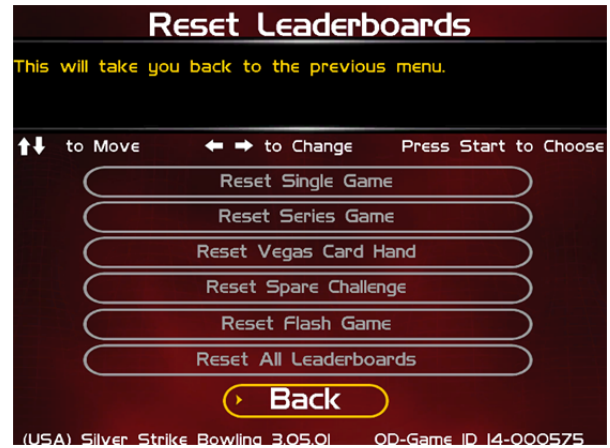 Reset Leaderboards
This will take you back to the previous menu.
to Move to Change Press Start to Choose
Reset Single Game
Reset Series Game
Reset Vegas Card Hand
Reset Spare Challenge
Reset Flash Game
Reset All Leaderboards
Back
(USA) Silver Strike Bowling 3.05.01 OD-Game ID 14-000575